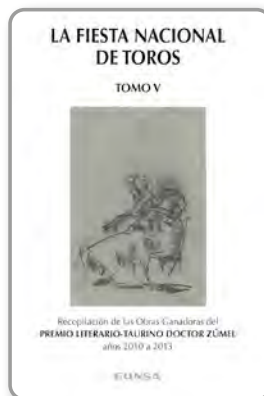 LA FIESTA NACIONAL
DE TOROS
TOMO V
Recopilación de las Obras Ganadoras del
PREMIO LITERARIO-TAURINO DOCTOR ZÚMEL
años 2010 a 2013
EUNSA